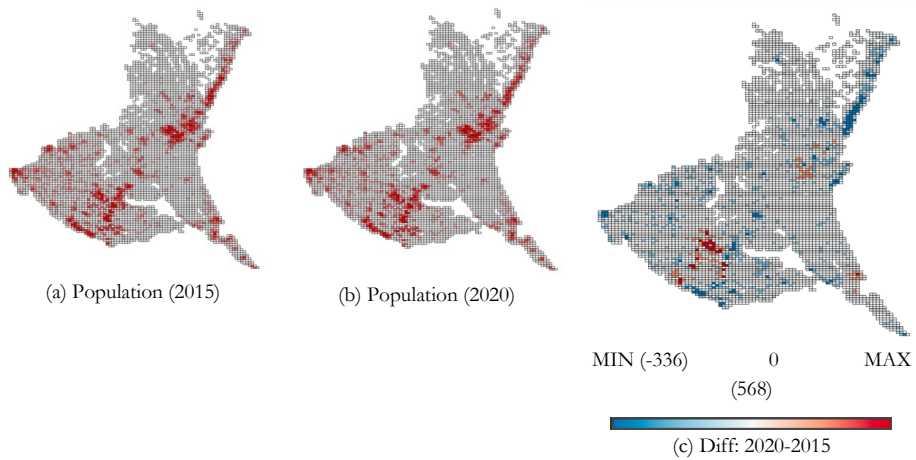 (a) Population (2015)
(b) Population (2020)
MIN (-336) 0 MAX
(568)
(c) Diff: 2020-2015